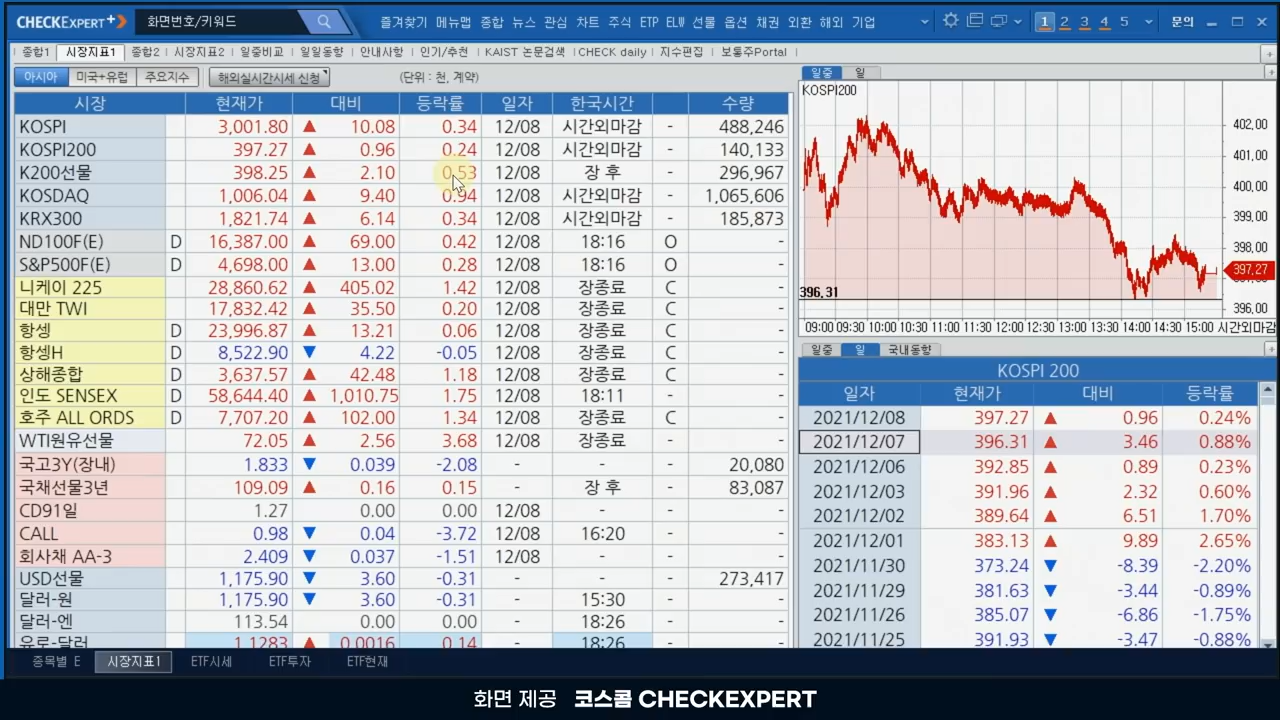 CHECKEXPERT+ 화면번호/키워드 즐겨찾기 메뉴맵 종합 뉴스 관심 차트 주식 ETP ELW 선물 옵션 채권 외환 해외 기업 1 2 3 4 5 문의
종합1 시장지표1 종합2 시장지표2 일중비교 일일동향 안내사항 인기/추천 KAIST 논문검색 CHECK daily 지수편집 보통주Portal
아시아 미국+유럽 주요지수 해외실시간시세 신청 (단위 : 천, 계약)
시장 현재가 대비 등락률 일자 한국시간 수량
KOSPI 3,001.80 ▲ 10.08 0.34 12/08 시간외마감 - 488,246
KOSPI200 397.27 ▲ 0.96 0.24 12/08 시간외마감 - 140,133
K200선물 398.25 ▲ 2.10 0.53 12/08 장 후 - 296,967
KOSDAQ 1,006.04 ▲ 9.40 0.94 12/08 시간외마감 - 1,065,606
KRX300 1,821.74 ▲ 6.14 0.34 12/08 시간외마감 - 185,873
ND100F(E) D 16,387.00 ▲ 69.00 0.42 12/08 18:16 O -
S&P500F(E) D 4,698.00 ▲ 13.00 0.28 12/08 18:16 O -
니케이 225 28,860.62 ▲ 405.02 1.42 12/08 장종료 C -
대만 TWI 17,832.42 ▲ 35.50 0.20 12/08 장종료 C -
항셍 D 23,996.87 ▲ 13.21 0.06 12/08 장종료 C -
항셍H D 8,522.90 ▼ 4.22 -0.05 12/08 장종료 C -
상해종합 D 3,637.57 ▲ 42.48 1.18 12/08 장종료 C -
인도 SENSEX D 58,644.40 ▲ 1,010.75 1.75 12/08 18:11 - -
호주 ALL ORDS D 7,707.20 ▲ 102.00 1.34 12/08 장종료 C -
WTI원유선물 72.05 ▲ 2.56 3.68 12/08 장종료 - -
국고3Y(장내) 1.833 ▼ 0.039 -2.08 - - - 20,080
국채선물3년 109.09 ▲ 0.16 0.15 - 장 후 - 83,087
CD91일 1.27 0.00 0.00 12/08 - -
CALL 0.98 ▼ 0.04 -3.72 - 16:20 - -
회사채 AA-3 2.409 ▼ 0.037 -1.51 12/08 - -
USD선물 1,175.90 ▼ 3.60 -0.31 - - - 273,417
달러-원 1,175.90 ▼ 3.60 -0.31 - 15:30 - -
달러-엔 113.54 0.00 0.00 - 18:26 - -
유로-달러 1.1283 ▲ 0.0016 0.14 - 18:26 - -
일중 일
KOSPI200
402,00
401,00
400,00
399,00
398,00
397,27
396,31
396,00
09:00 09:30 10:00 10:30 11:00 11:30 12:00 12:30 13:00 13:30 14:00 14:30 15:00 시간외마감
일중 일 국내동향
KOSPI 200
일자 현재가 대비 등락률
2021/12/08 397.27 ▲ 0.96 0.24%
2021/12/07 396.31 ▲ 3.46 0.88%
2021/12/06 392.85 ▲ 0.89 0.23%
2021/12/03 391.96 ▲ 2.32 0.60%
2021/12/02 389.64 ▲ 6.51 1.70%
2021/12/01 383.13 ▲ 9.89 2.65%
2021/11/30 373.24 ▼ -8.39 -2.20%
2021/11/29 381.63 ▼ -3.44 -0.89%
2021/11/26 385.07 ▼ -6.86 -1.75%
2021/11/25 391.93 ▼ -3.47 -0.88%
종목별 E 시장지표1 ETF시세 ETF투자 ETF현재
화면 제공 코스콤 CHECKEXPERT